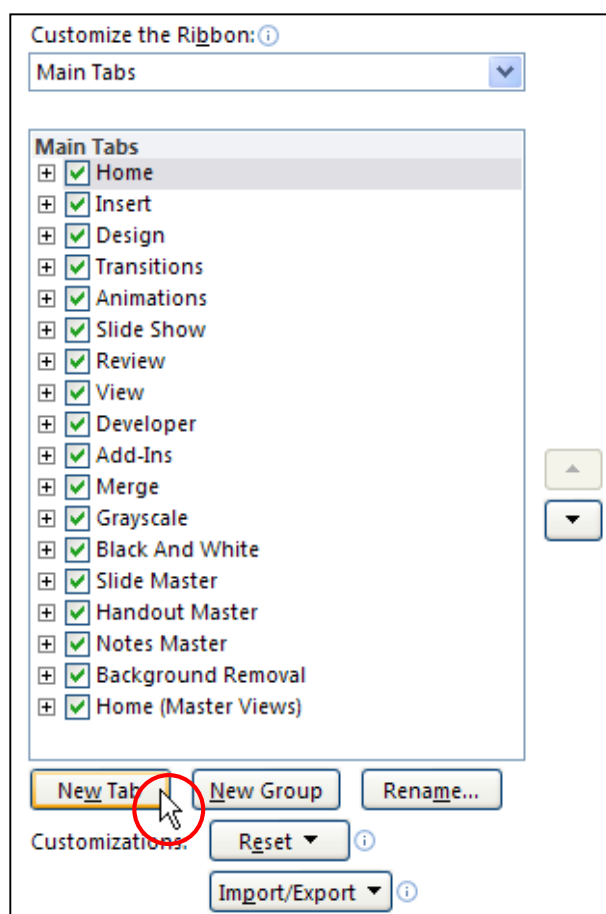 Customize the Ribbon:
Main Tabs
Main Tabs
Home
Insert
Design
Transitions
Animations
Slide Show
Review
View
Developer
Add-Ins
Merge
Grayscale
Black And White
Slide Master
Handout Master
Notes Master
Background Removal
Home (Master Views)
New Tab New Group Rename...
Customizations: Reset
Import/Export